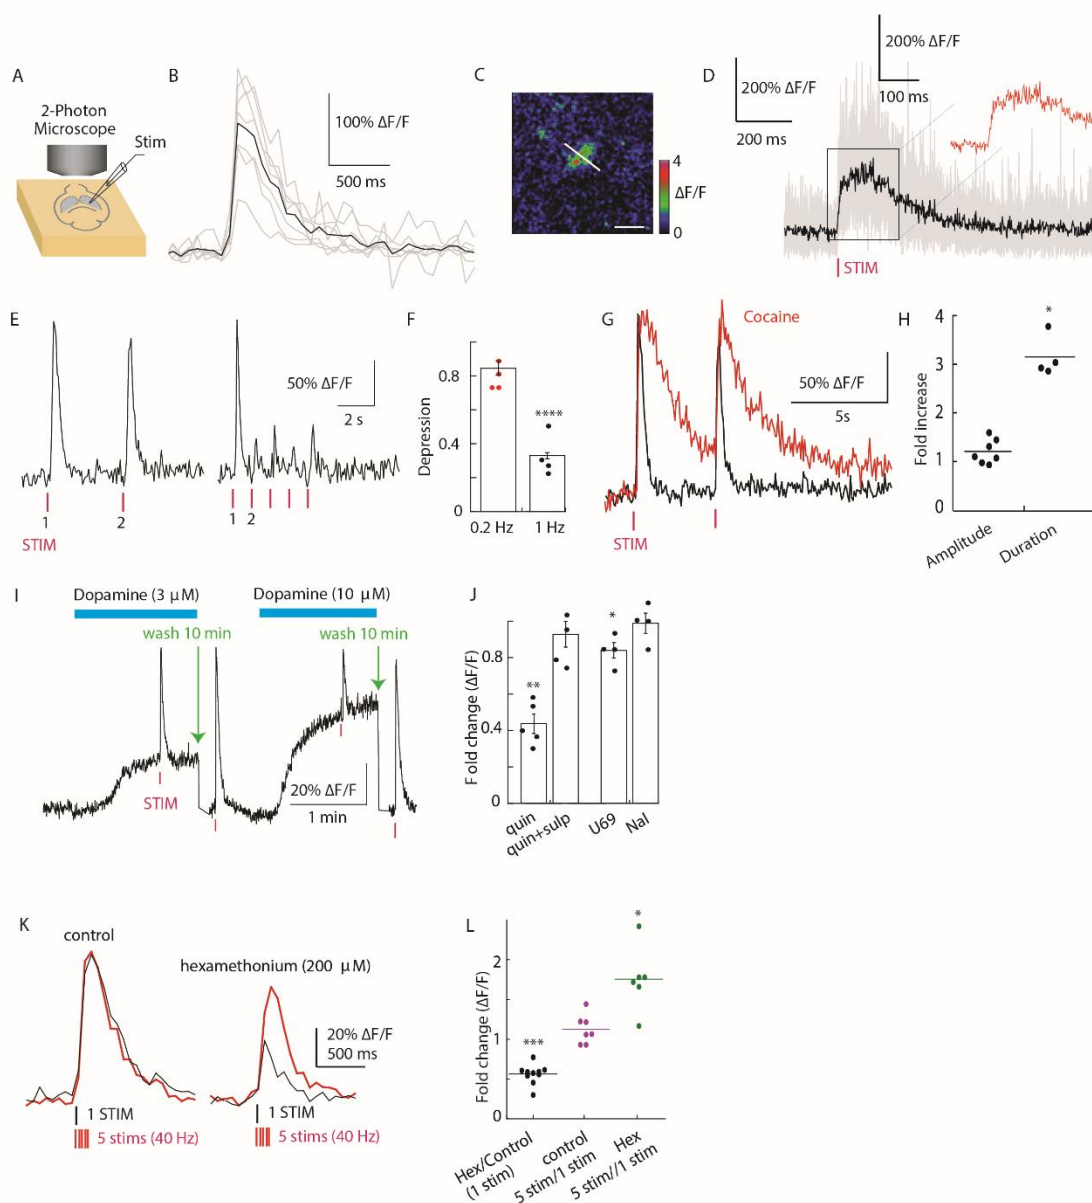 A
2-Photon
Microscope
Stim
B
100% ΔF/F
500 ms
C
4
ΔF/F
0
D
200% ΔF/F
200 ms
200% ΔF/F
100 ms
STIM
E
50% ΔF/F
2 s
1
2
1
2
STIM
F
Depression
0.8
0.4
0
****
0.2 Hz
1 Hz
G
Cocaine
50% ΔF/F
5s
STIM
H
Fold increase
4
3
2
1
0
*
Amplitude
Duration
I
Dopamine (3 μM)
Dopamine (10 μM)
wash 10 min
wash 10 min
STIM
20% ΔF/F
1 min
J
Fold change (ΔF/F)
0.8
0.4
0
**
*
quin
quin+sulp
U69
Nal
K
control
hexamethonium (200 μM)
20% ΔF/F
500 ms
1 STIM
5 stims (40 Hz)
1 STIM
5 stims (40 Hz)
L
Fold change (ΔF/F)
2
1
0
***
*
Hex/Control
(1 stim)
control
5 stim/1 stim
Hex
5 stim//1 stim